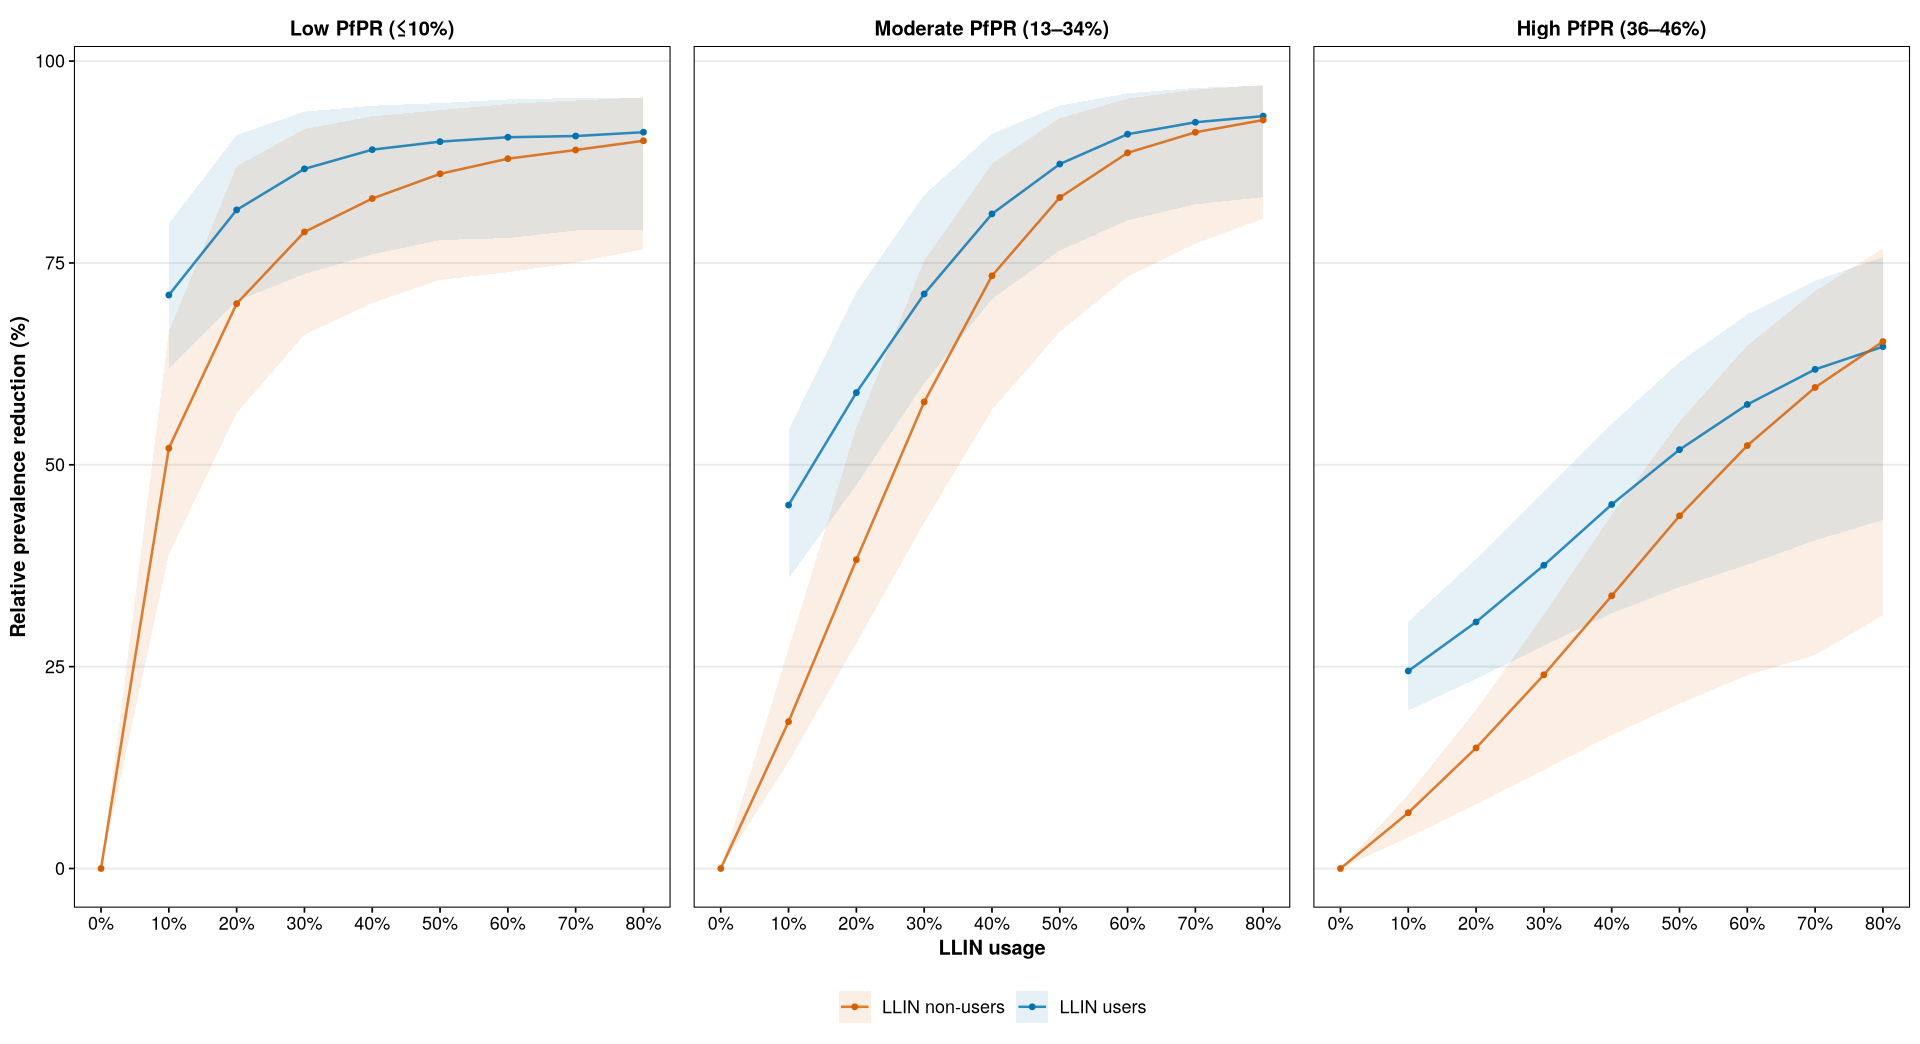 Low PfPR (≤10%)
Moderate PfPR (13–34%)
High PfPR (36–46%)
Relative prevalence reduction (%)
100
75
50
25
0
0% 10% 20% 30% 40% 50% 60% 70% 80%
0% 10% 20% 30% 40% 50% 60% 70% 80%
0% 10% 20% 30% 40% 50% 60% 70% 80%
LLIN usage
LLIN non-users
LLIN users